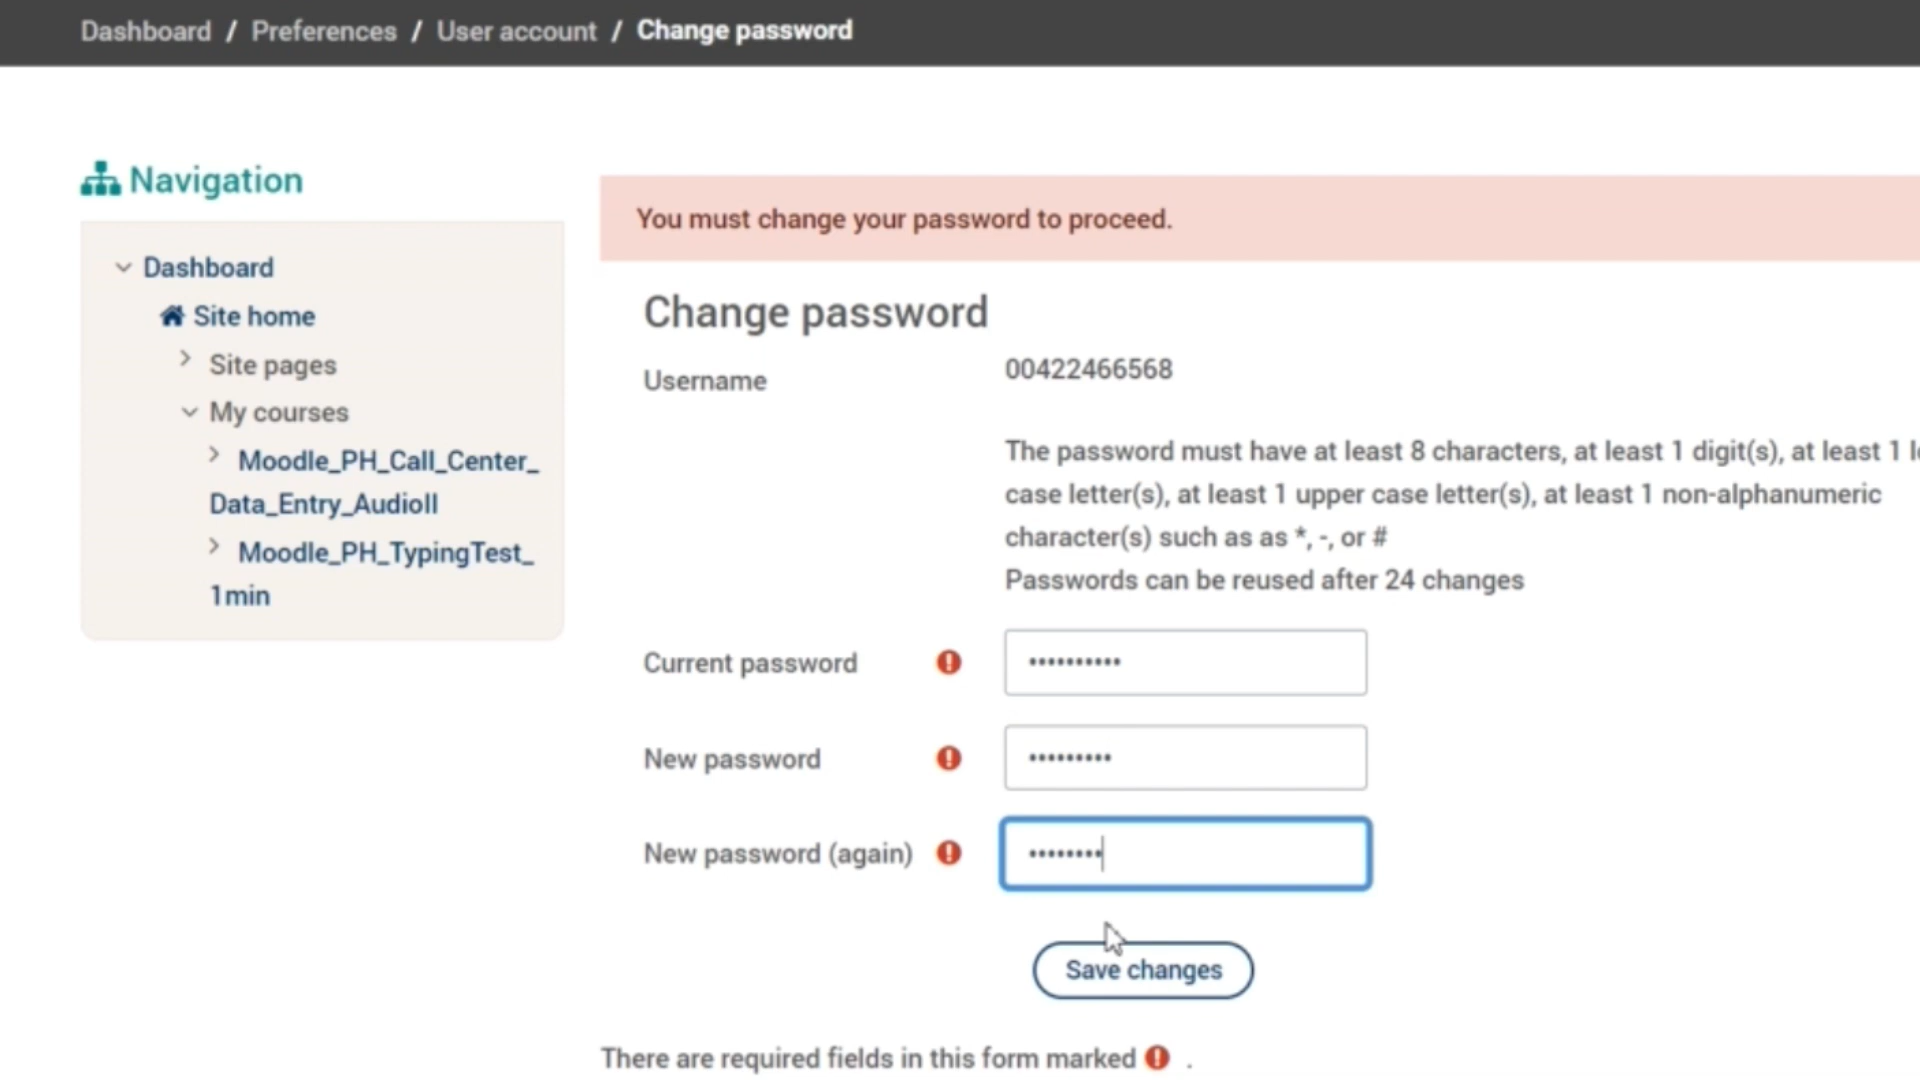 Dashboard / Preferences / User account / Change password
Navigation
Dashboard
Site home
Site pages
My courses
Moodle_PH_Call_Center_
Data_Entry_AudioII
Moodle_PH_TypingTest_
1min
You must change your password to proceed.
Change password
Username
00422466568
The password must have at least 8 characters, at least 1 digit(s), at least 1
case letter(s), at least 1 upper case letter(s), at least 1 non-alphanumeric
character(s) such as as *, -, or #
Passwords can be reused after 24 changes
Current password
••••••••••
New password
•••••••••
New password (again)
••••••••
Save changes
There are required fields in this form marked .